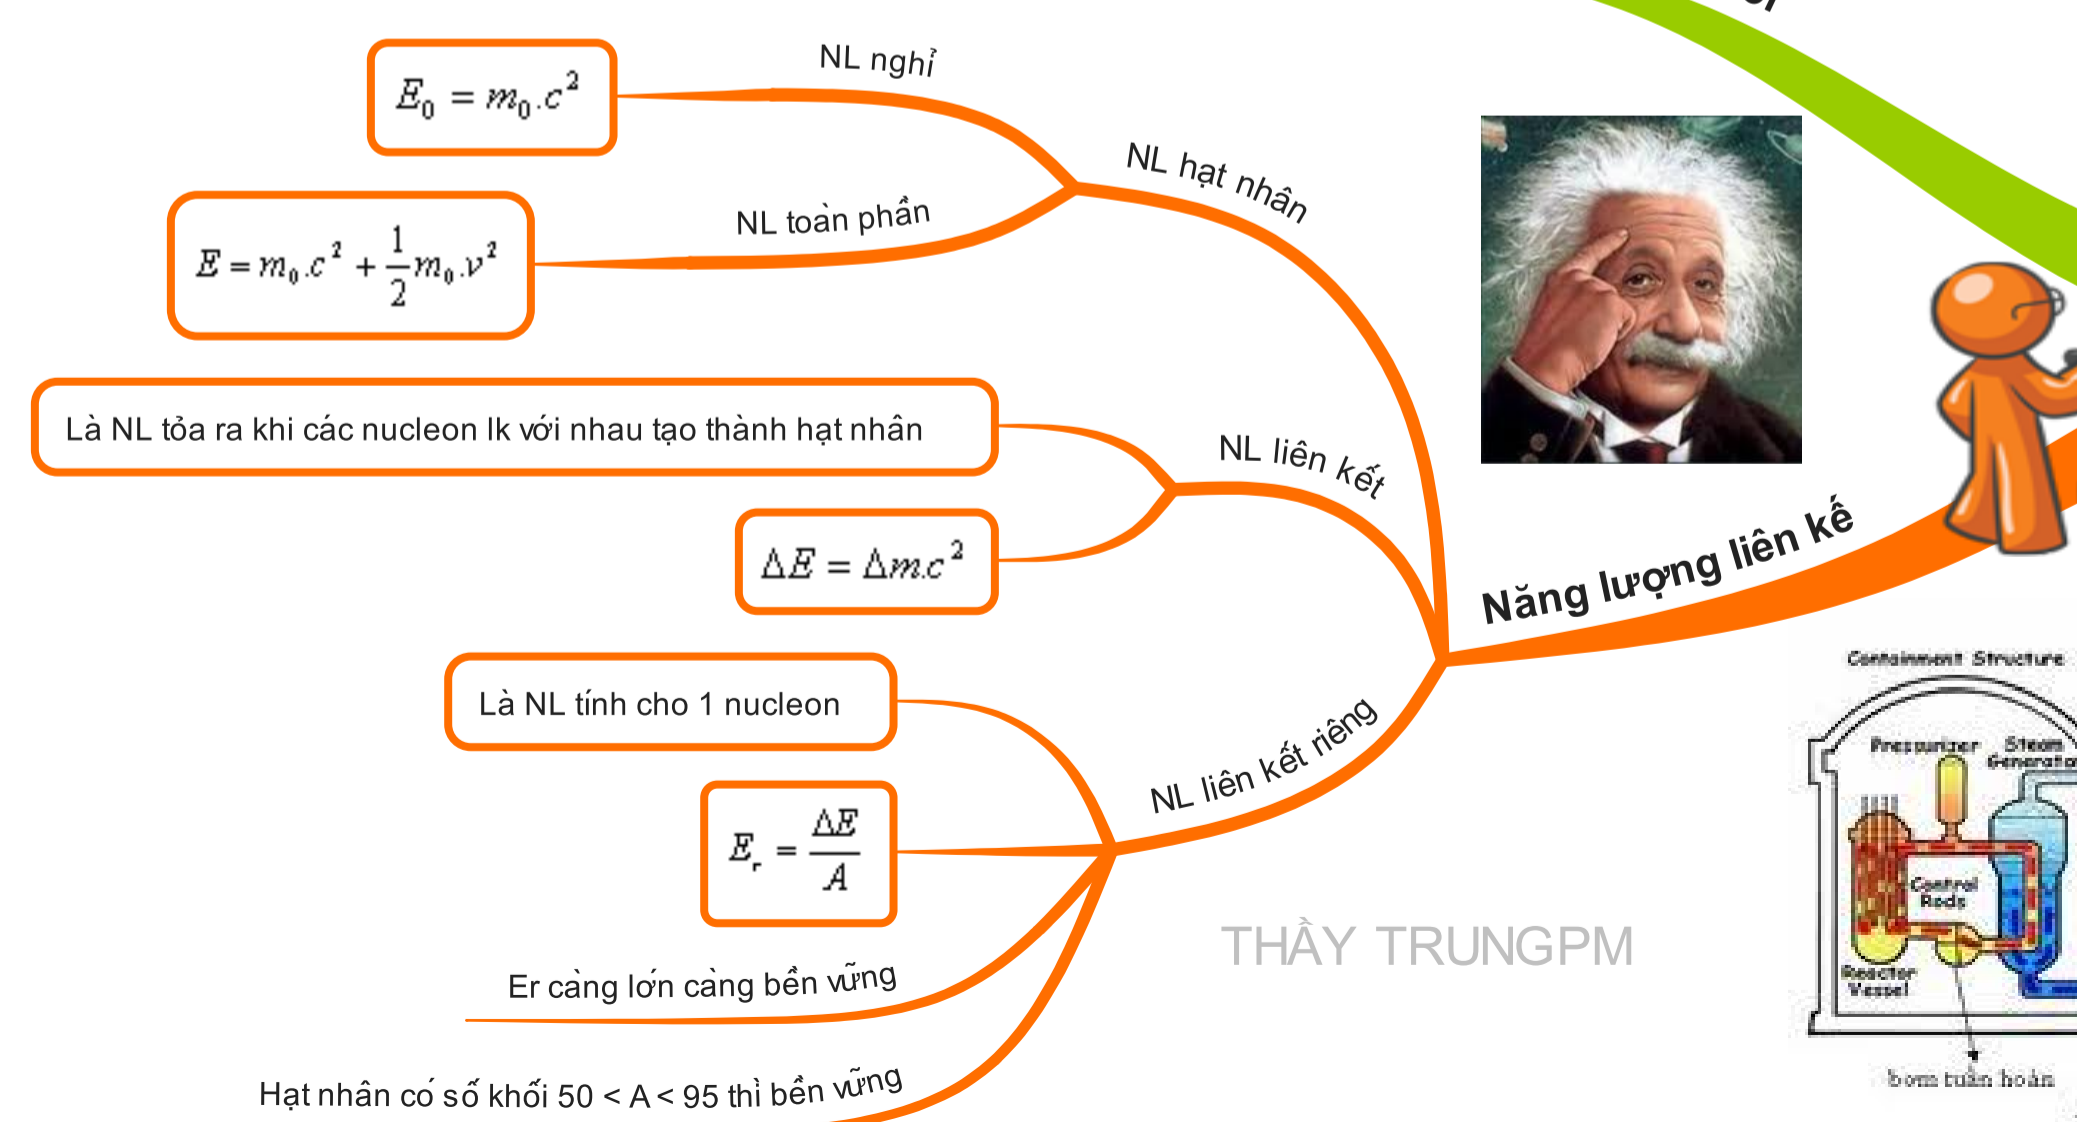 NL nghỉ
E₀ = m₀.c²
NL hạt nhân
NL toàn phần
E = m₀.c² + 1/2 m₀.v²
Là NL tỏa ra khi các nucleon lk với nhau tạo thành hạt nhân
NL liên kết
ΔE = Δm.c²
Năng lượng liên kế
Là NL tính cho 1 nucleon
NL liên kết riêng
Eᵣ = ΔE/A
Er càng lớn càng bền vững
Hạt nhân có số khối 50 < A < 95 thì bền vững
THẦY TRUNGPM
Containment Structure
Pressurizer
Steam
Generato
Control
Rods
Reactor
Vessel
bơm tuần hoàn